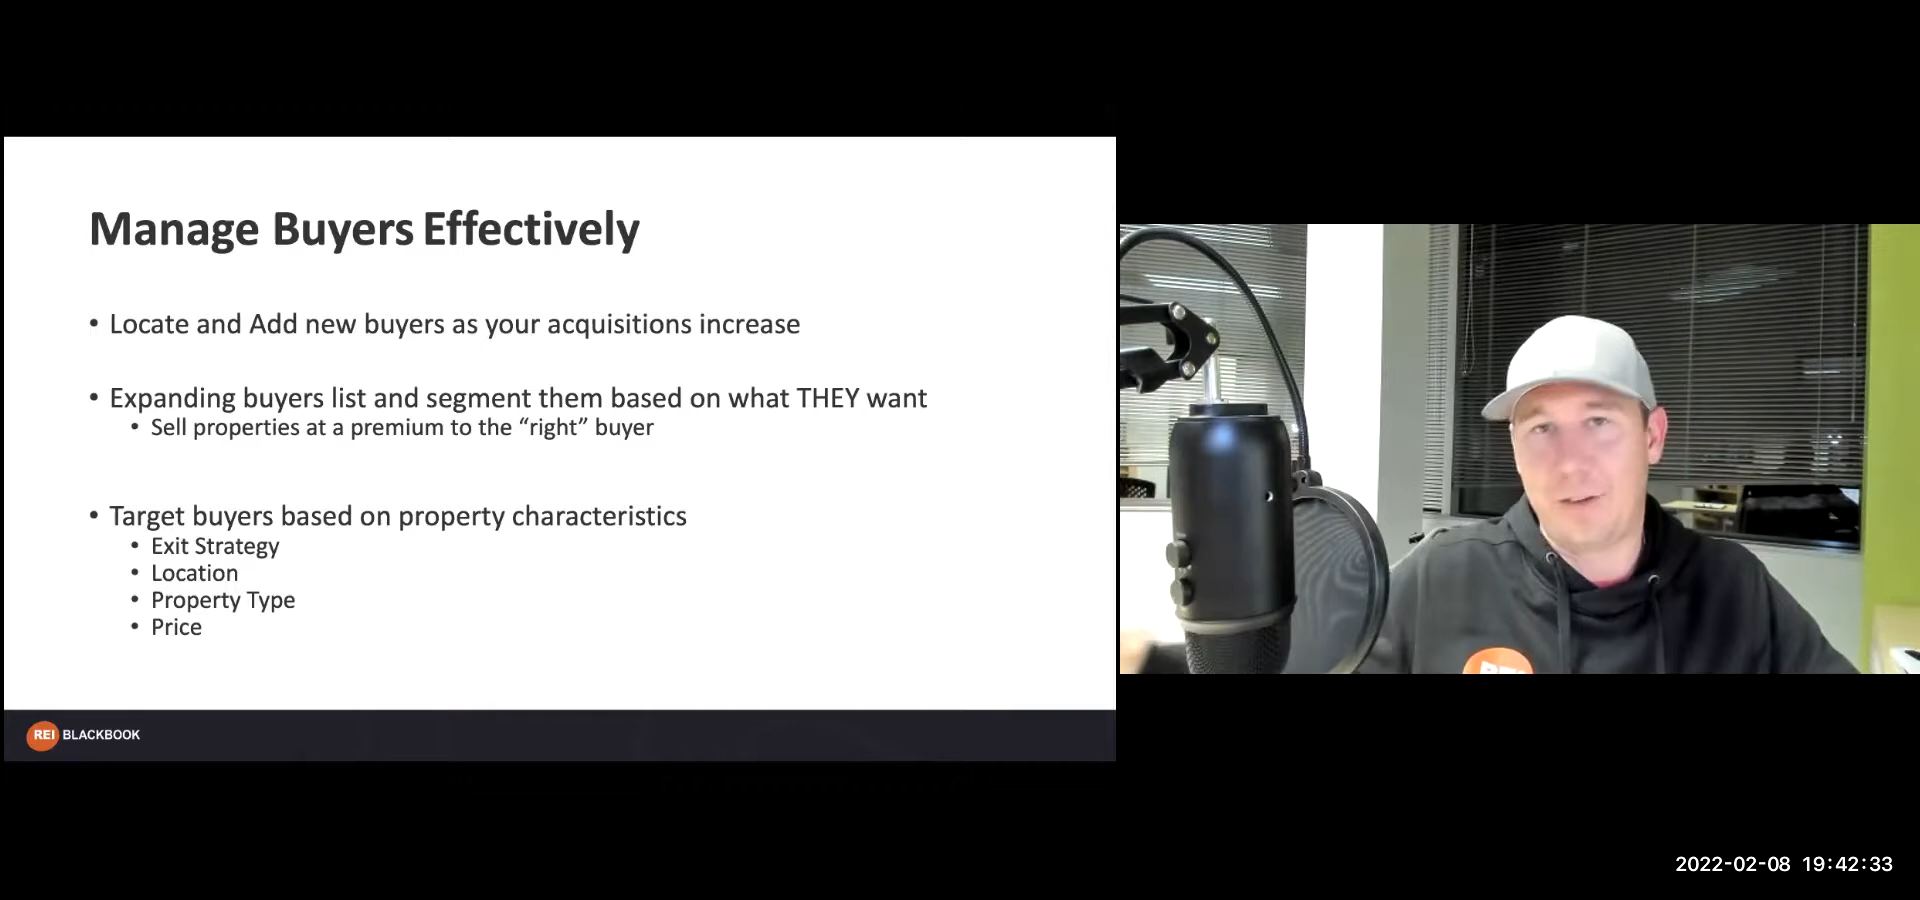 Manage Buyers Effectively
• Locate and Add new buyers as your acquisitions increase
• Expanding buyers list and segment them based on what THEY want
• Sell properties at a premium to the “right” buyer
• Target buyers based on property characteristics
• Exit Strategy
• Location
• Property Type
• Price
REI BLACKBOOK
2022-02-08 19:42:33